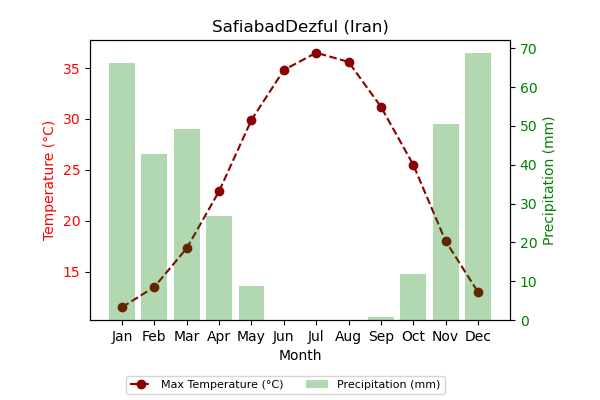 SafiabadDezful (Iran)
35
30
25
20
15
Temperature (°C)
70
60
50
40
30
20
10
0
Precipitation (mm)
Jan Feb Mar Apr May Jun Jul Aug Sep Oct Nov Dec
Month
Max Temperature (°C) Precipitation (mm)